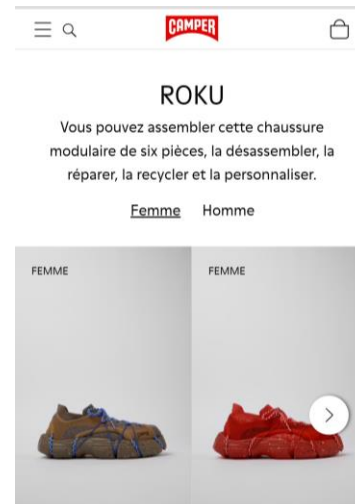 CAMPER
ROKU
Vous pouvez assembler cette chaussure
modulaire de six pièces, la désassembler, la
réparer, la recycler et la personnaliser.
Femme Homme
FEMME FEMME